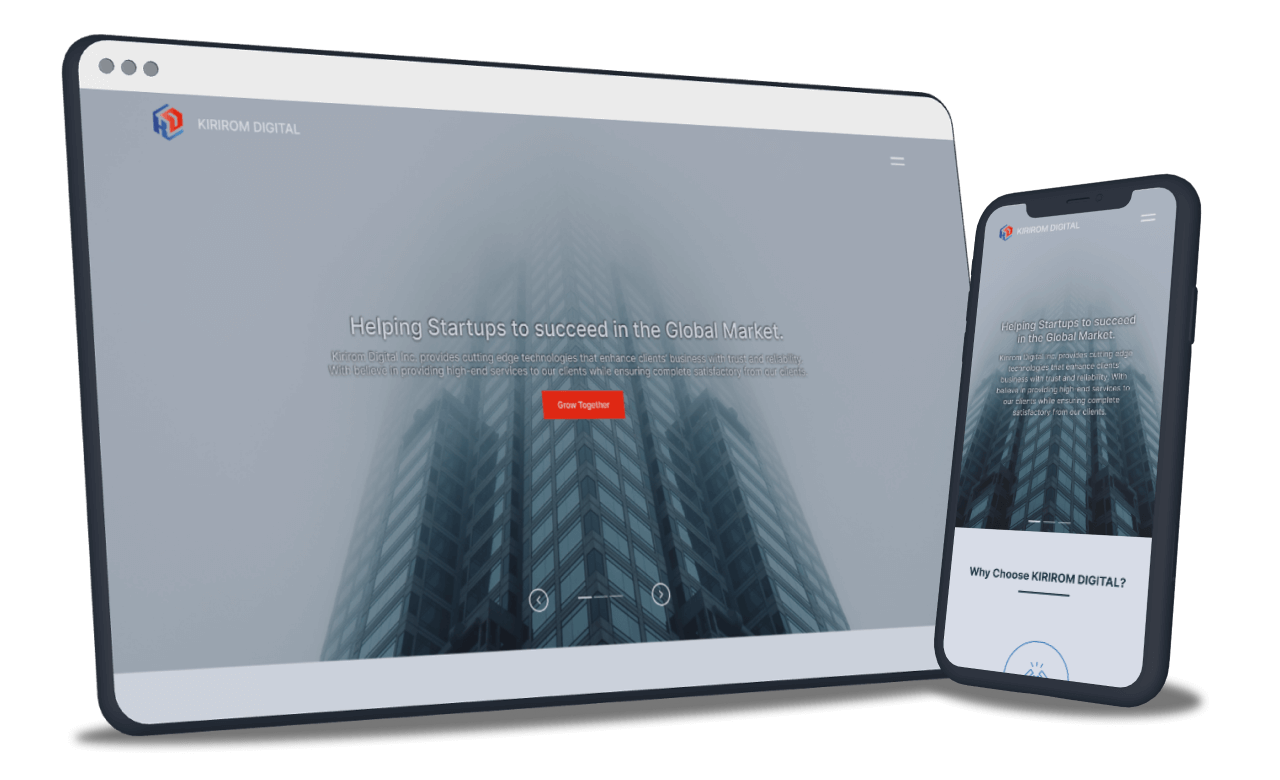 KIRIROM DIGITAL
Helping Startups to succeed in the Global Market.
Kirirom Digital Inc. provides cutting edge technologies that enhance clients' business with trust and reliability.
With believe in providing high-end services to our clients while ensuring complete satisfactory from our clients.
Grow Together
KIRIROM DIGITAL
Helping Startups to succeed
in the Global Market.
Kirirom Digital Inc. provides cutting edge
technologies that enhance clients'
business with trust and reliability. With
believe in providing high-end services to
our clients while ensuring complete
satisfactory from our clients.
Why Choose KIRIROM DIGITAL?